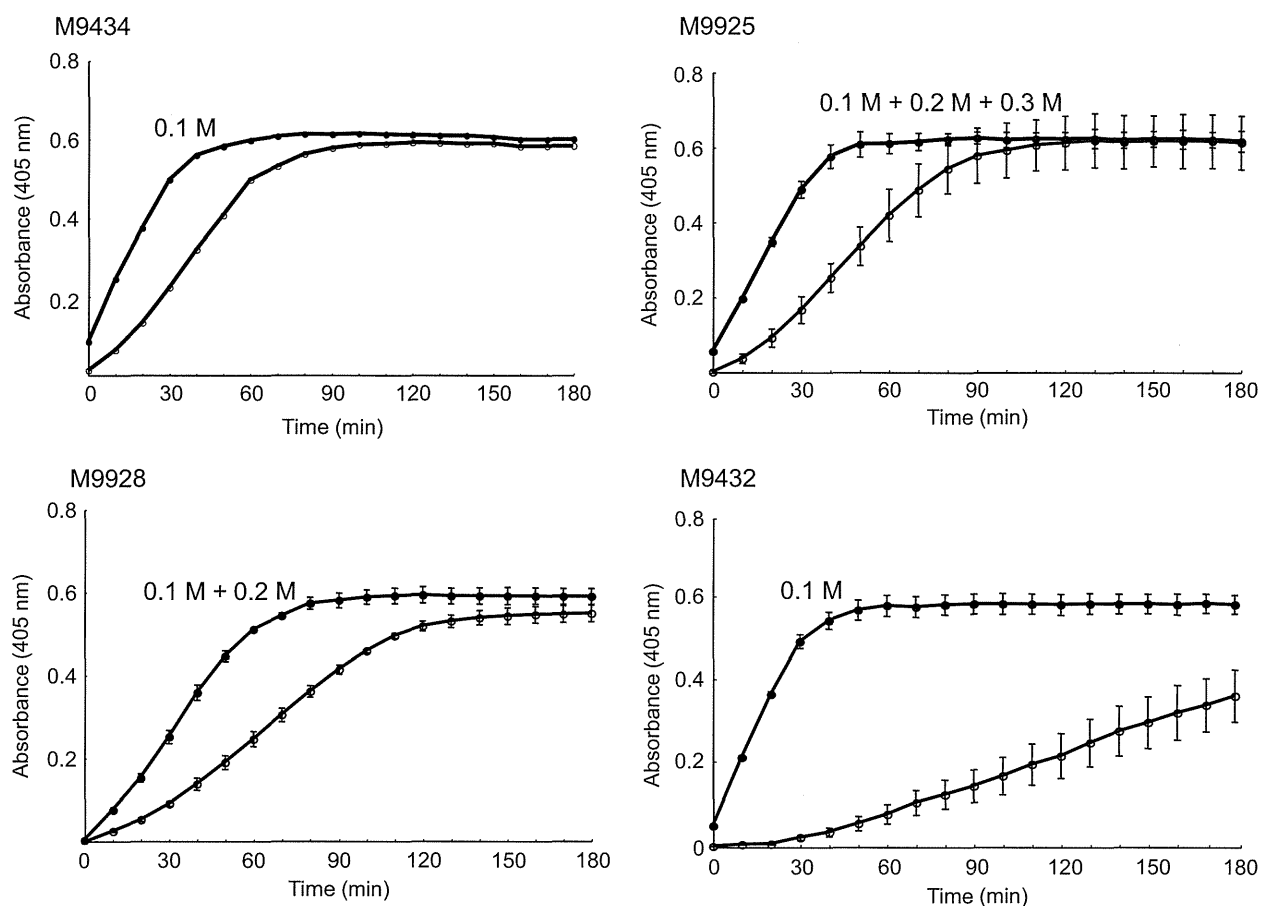 M9434
0.8
0.6
0.4
0.2
Absorbance (405 nm)
0.1 M
0 30 60 90 120 150 180
Time (min)
M9925
0.8
0.6
0.4
0.2
Absorbance (405 nm)
0.1 M + 0.2 M + 0.3 M
0 30 60 90 120 150 180
Time (min)
M9928
0.8
0.6
0.4
0.2
Absorbance (405 nm)
0.1 M + 0.2 M
0 30 60 90 120 150 180
Time (min)
M9432
0.8
0.6
0.4
0.2
0
Absorbance (405 nm)
0.1 M
0 30 60 90 120 150 180
Time (min)